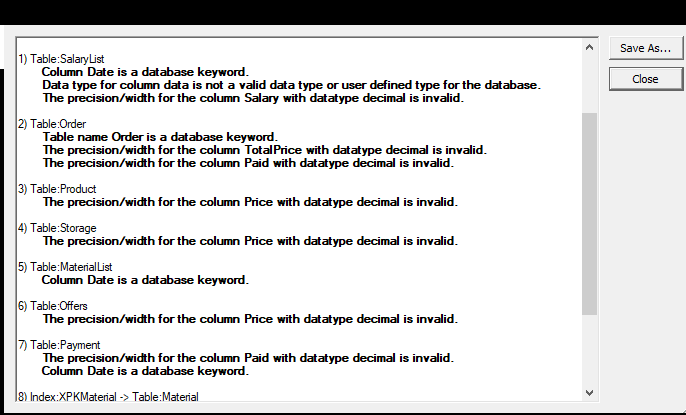 1) Table:SalaryList
Column Date is a database keyword.
Data type for column data is not a valid data type or user defined type for the database.
The precision/width for the column Salary with datatype decimal is invalid.
2) Table:Order
Table name Order is a database keyword.
The precision/width for the column TotalPrice with datatype decimal is invalid.
The precision/width for the column Paid with datatype decimal is invalid.
3) Table:Product
The precision/width for the column Price with datatype decimal is invalid.
4) Table:Storage
The precision/width for the column Price with datatype decimal is invalid.
5) Table:MaterialList
Column Date is a database keyword.
6) Table:Offers
The precision/width for the column Price with datatype decimal is invalid.
7) Table:Payment
The precision/width for the column Paid with datatype decimal is invalid.
Column Date is a database keyword.
8) Index:XPKMaterial -> Table:Material
Save As...
Close